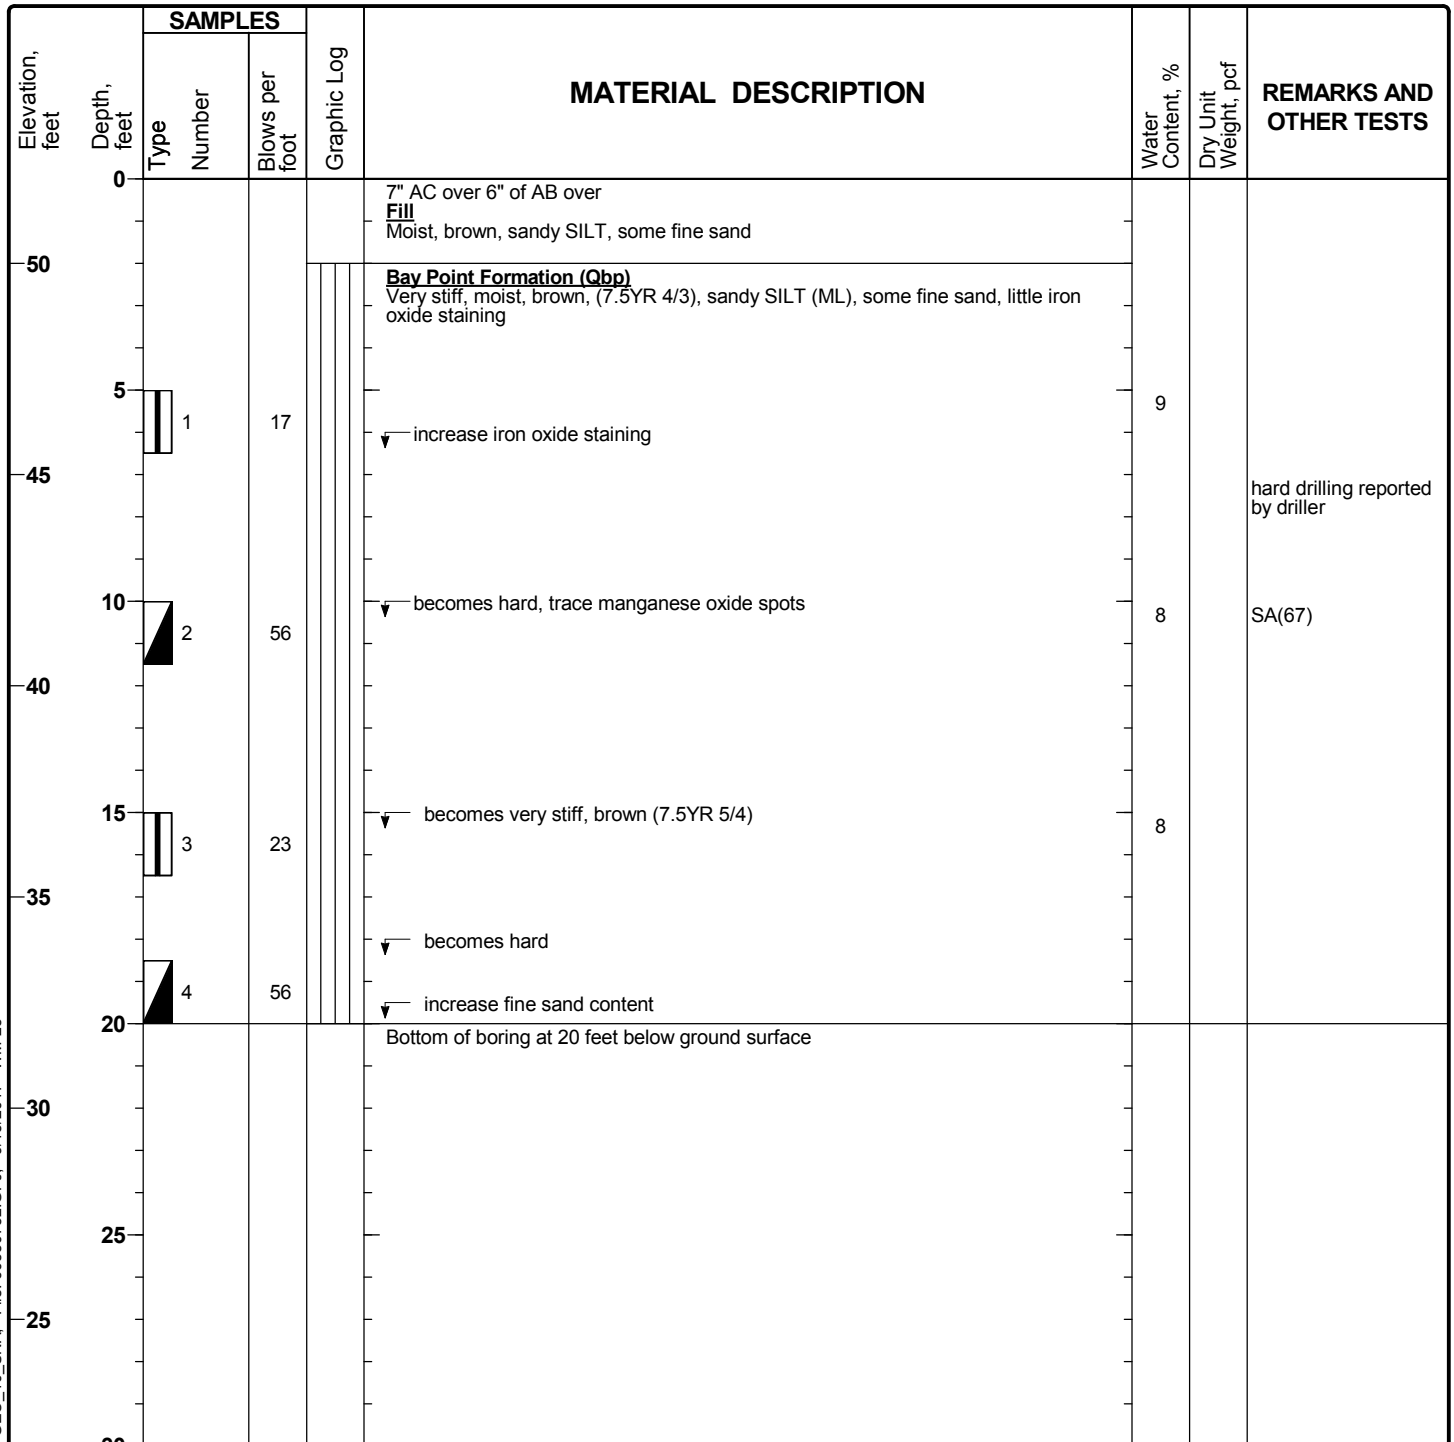 SAMPLES
Elevation, feet
Depth, feet
Type
Number
Blows per foot
Graphic Log
MATERIAL DESCRIPTION
Water Content, %
Dry Unit Weight, pcf
REMARKS AND OTHER TESTS
0
7" AC over 6" of AB over
Fill
Moist, brown, sandy SILT, some fine sand
50
Bay Point Formation (Qbp)
Very stiff, moist, brown, (7.5YR 4/3), sandy SILT (ML), some fine sand, little iron
oxide staining
5
1 17 9
increase iron oxide staining
45
hard drilling reported
by driller
10
becomes hard, trace manganese oxide spots
2 56 8 SA(67)
40
15
becomes very stiff, brown (7.5YR 5/4)
3 23 8
35
becomes hard
4 56
increase fine sand content
20
Bottom of boring at 20 feet below ground surface
30
25
25